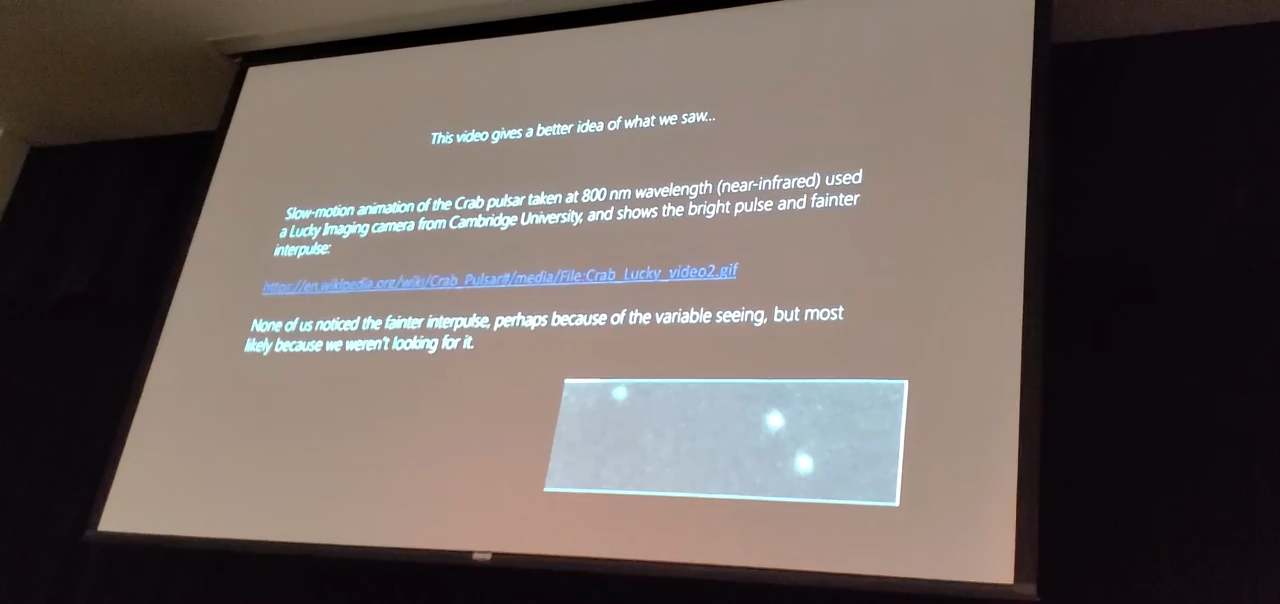 This video gives a better idea of what we saw...
Slow-motion animation of the Crab pulsar taken at 800 nm wavelength (near-infrared) used
a Lucky Imaging camera from Cambridge University, and shows the bright pulse and fainter
interpulse:
https://en.wikipedia.org/wiki/Crab_Pulsar#/media/File:Crab_Lucky_video2.gif
None of us noticed the fainter interpulse, perhaps because of the variable seeing, but most
likely because we weren't looking for it.